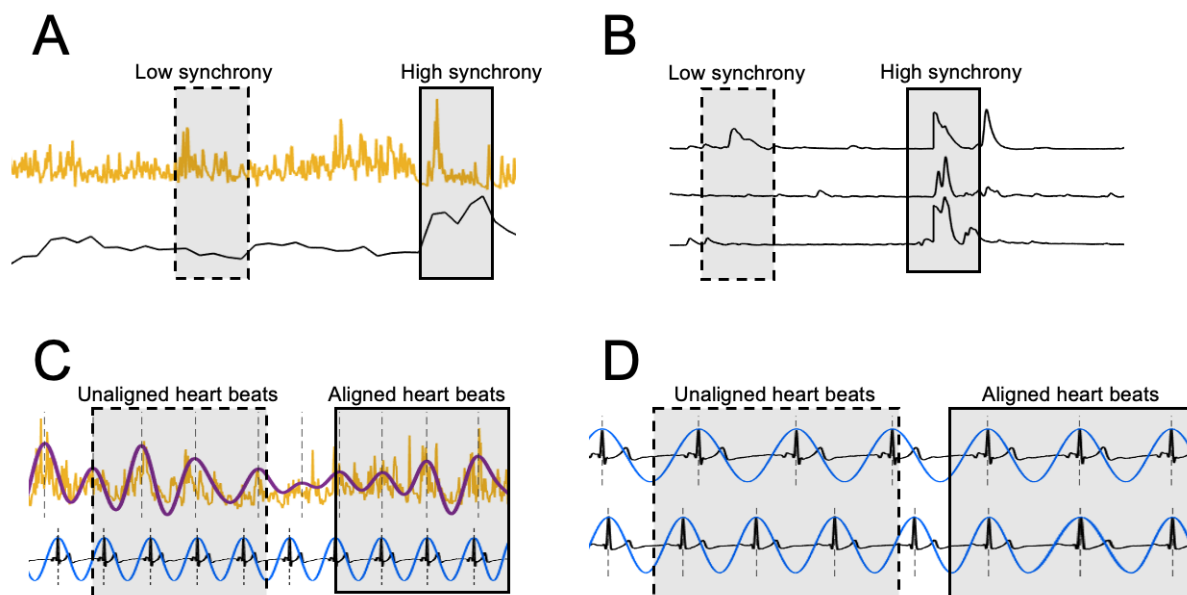 A
Low synchrony
High synchrony
B
Low synchrony
High synchrony
C
Unaligned heart beats
Aligned heart beats
D
Unaligned heart beats
Aligned heart beats